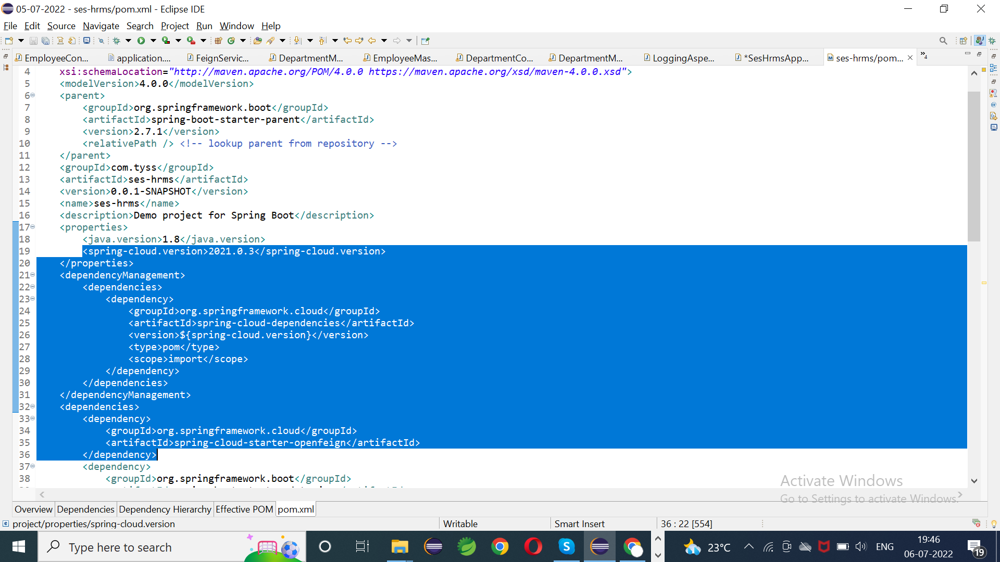 05-07-2022 - ses-hrms/pom.xml - Eclipse IDE
File Edit Source Navigate Search Project Run Window Help
EmployeeCon... application.... FeignServic... DepartmentM... EmployeeMas... DepartmentCo... DepartmentM... LoggingAspe... *SesHrmsApp... ses-hrms/pom... »4
4 xsi:schemaLocation="http://maven.apache.org/POM/4.0.0 https://maven.apache.org/xsd/maven-4.0.0.xsd">
5 <modelVersion>4.0.0</modelVersion>
6 <parent>
7 <groupId>org.springframework.boot</groupId>
8 <artifactId>spring-boot-starter-parent</artifactId>
9 <version>2.7.1</version>
10 <relativePath /> <!-- lookup parent from repository -->
11 </parent>
12 <groupId>com.tyss</groupId>
13 <artifactId>ses-hrms</artifactId>
14 <version>0.0.1-SNAPSHOT</version>
15 <name>ses-hrms</name>
16 <description>Demo project for Spring Boot</description>
17 <properties>
18 <java.version>1.8</java.version>
19 <spring-cloud.version>2021.0.3</spring-cloud.version>
20 </properties>
21 <dependencyManagement>
22 <dependencies>
23 <dependency>
24 <groupId>org.springframework.cloud</groupId>
25 <artifactId>spring-cloud-dependencies</artifactId>
26 <version>${spring-cloud.version}</version>
27 <type>pom</type>
28 <scope>import</scope>
29 </dependency>
30 </dependencies>
31 </dependencyManagement>
32 <dependencies>
33 <dependency>
34 <groupId>org.springframework.cloud</groupId>
35 <artifactId>spring-cloud-starter-openfeign</artifactId>
36 </dependency>
37 <dependency>
38 <groupId>org.springframework.boot</groupId>
Activate Windows
Go to Settings to activate Windows.
Overview Dependencies Dependency Hierarchy Effective POM pom.xml
project/properties/spring-cloud.version Writable Smart Insert 36 : 22 [554]
Type here to search 23°C ENG 19:46
06-07-2022 19